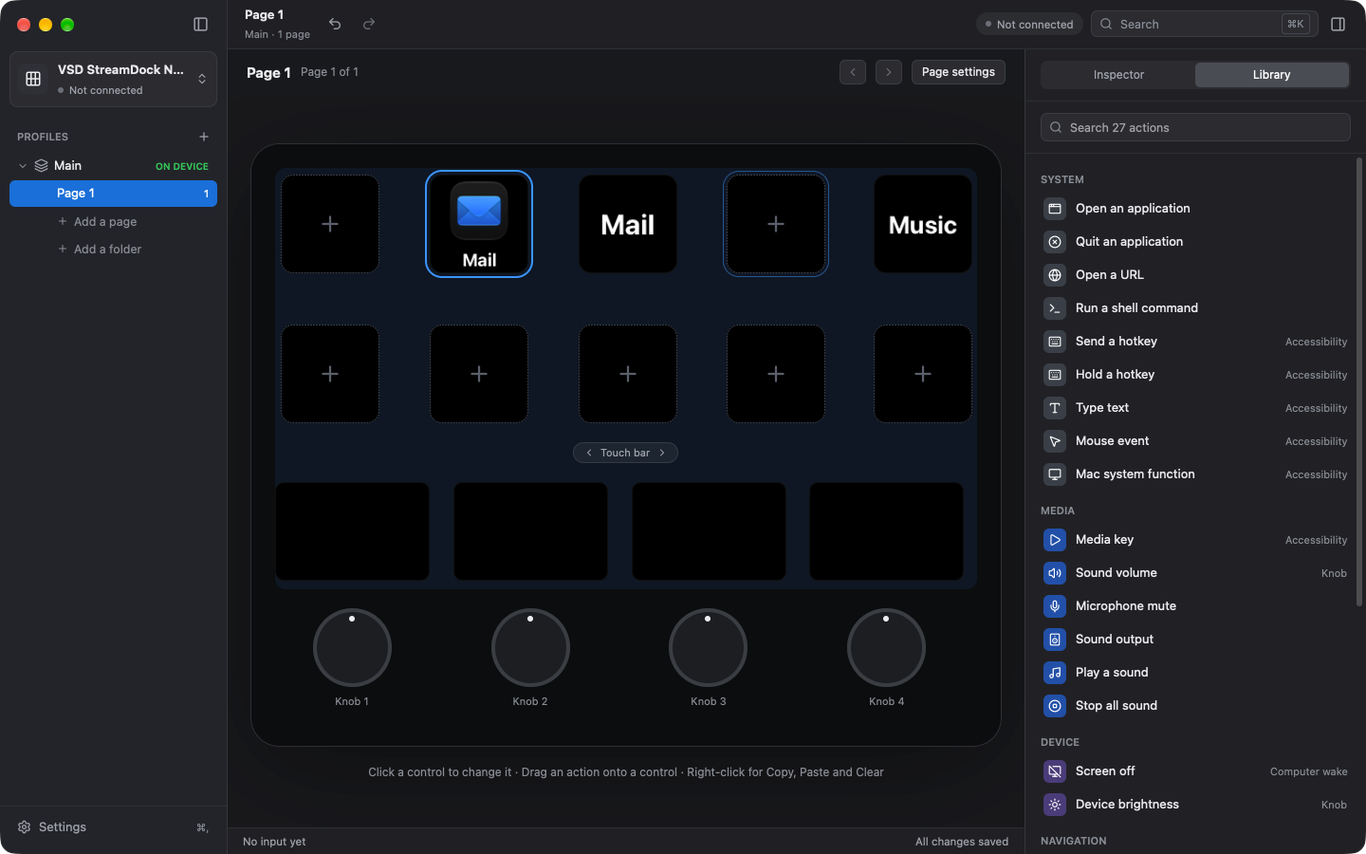 Page 1
Main · 1 page
Not connected
Search
⌘K
VSD StreamDock N...
Not connected
PROFILES
Main
ON DEVICE
Page 1
1
Add a page
Add a folder
Settings
⌘,
Page 1
Page 1 of 1
Page settings
Mail
Mail
Music
Touch bar
Knob 1
Knob 2
Knob 3
Knob 4
Click a control to change it · Drag an action onto a control · Right-click for Copy, Paste and Clear
No input yet
All changes saved
Inspector
Library
Search 27 actions
SYSTEM
Open an application
Quit an application
Open a URL
Run a shell command
Send a hotkey Accessibility
Hold a hotkey Accessibility
Type text Accessibility
Mouse event Accessibility
Mac system function Accessibility
MEDIA
Media key Accessibility
Sound volume Knob
Microphone mute
Sound output
Play a sound
Stop all sound
DEVICE
Screen off Computer wake
Device brightness Knob
NAVIGATION